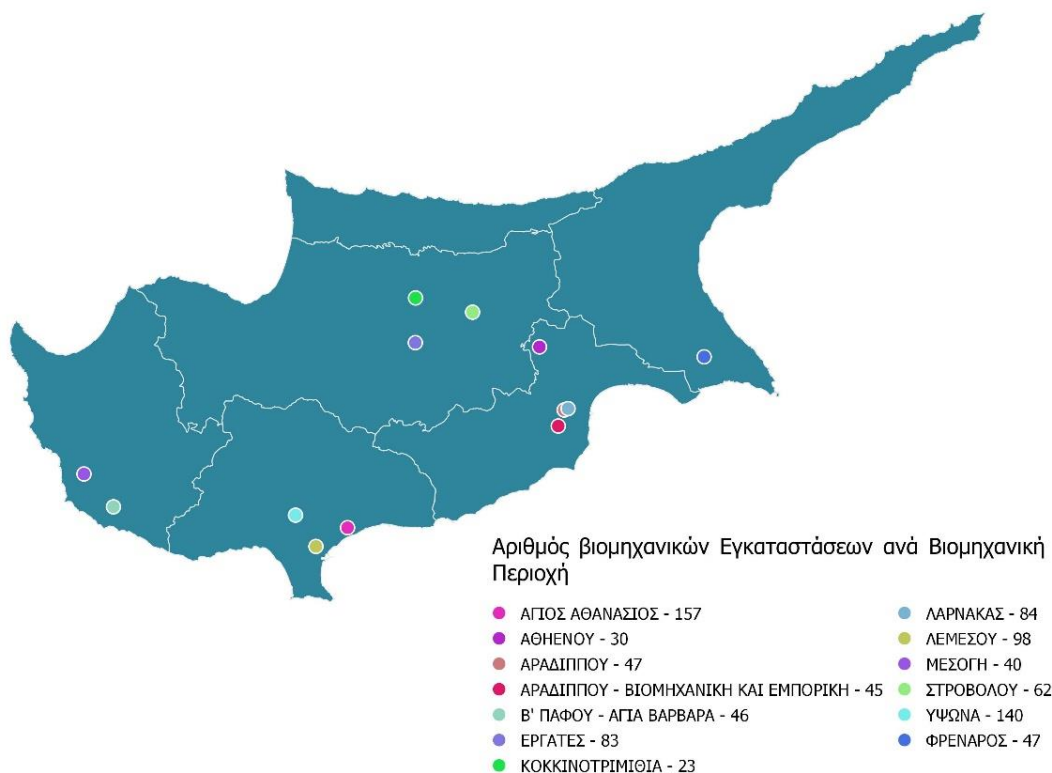 Αριθμός βιομηχανικών Εγκαταστάσεων ανά Βιομηχανική
Περιοχή
ΑΓΙΟΣ ΑΘΑΝΑΣΙΟΣ - 157
ΑΘΗΕΝΟΥ - 30
ΑΡΑΔΙΠΠΟΥ - 47
ΑΡΑΔΙΠΠΟΥ - ΒΙΟΜΗΧΑΝΙΚΗ ΚΑΙ ΕΜΠΟΡΙΚΗ - 45
Β' ΠΑΦΟΥ - ΑΓΙΑ ΒΑΡΒΑΡΑ - 46
ΕΡΓΑΤΕΣ - 83
ΚΟΚΚΙΝΟΤΡΙΜΙΘΙΑ - 23
ΛΑΡΝΑΚΑΣ - 84
ΛΕΜΕΣΟΥ - 98
ΜΕΣΟΓΗ - 40
ΣΤΡΟΒΟΛΟΥ - 62
ΥΨΩΝΑ - 140
ΦΡΕΝΑΡΟΣ - 47